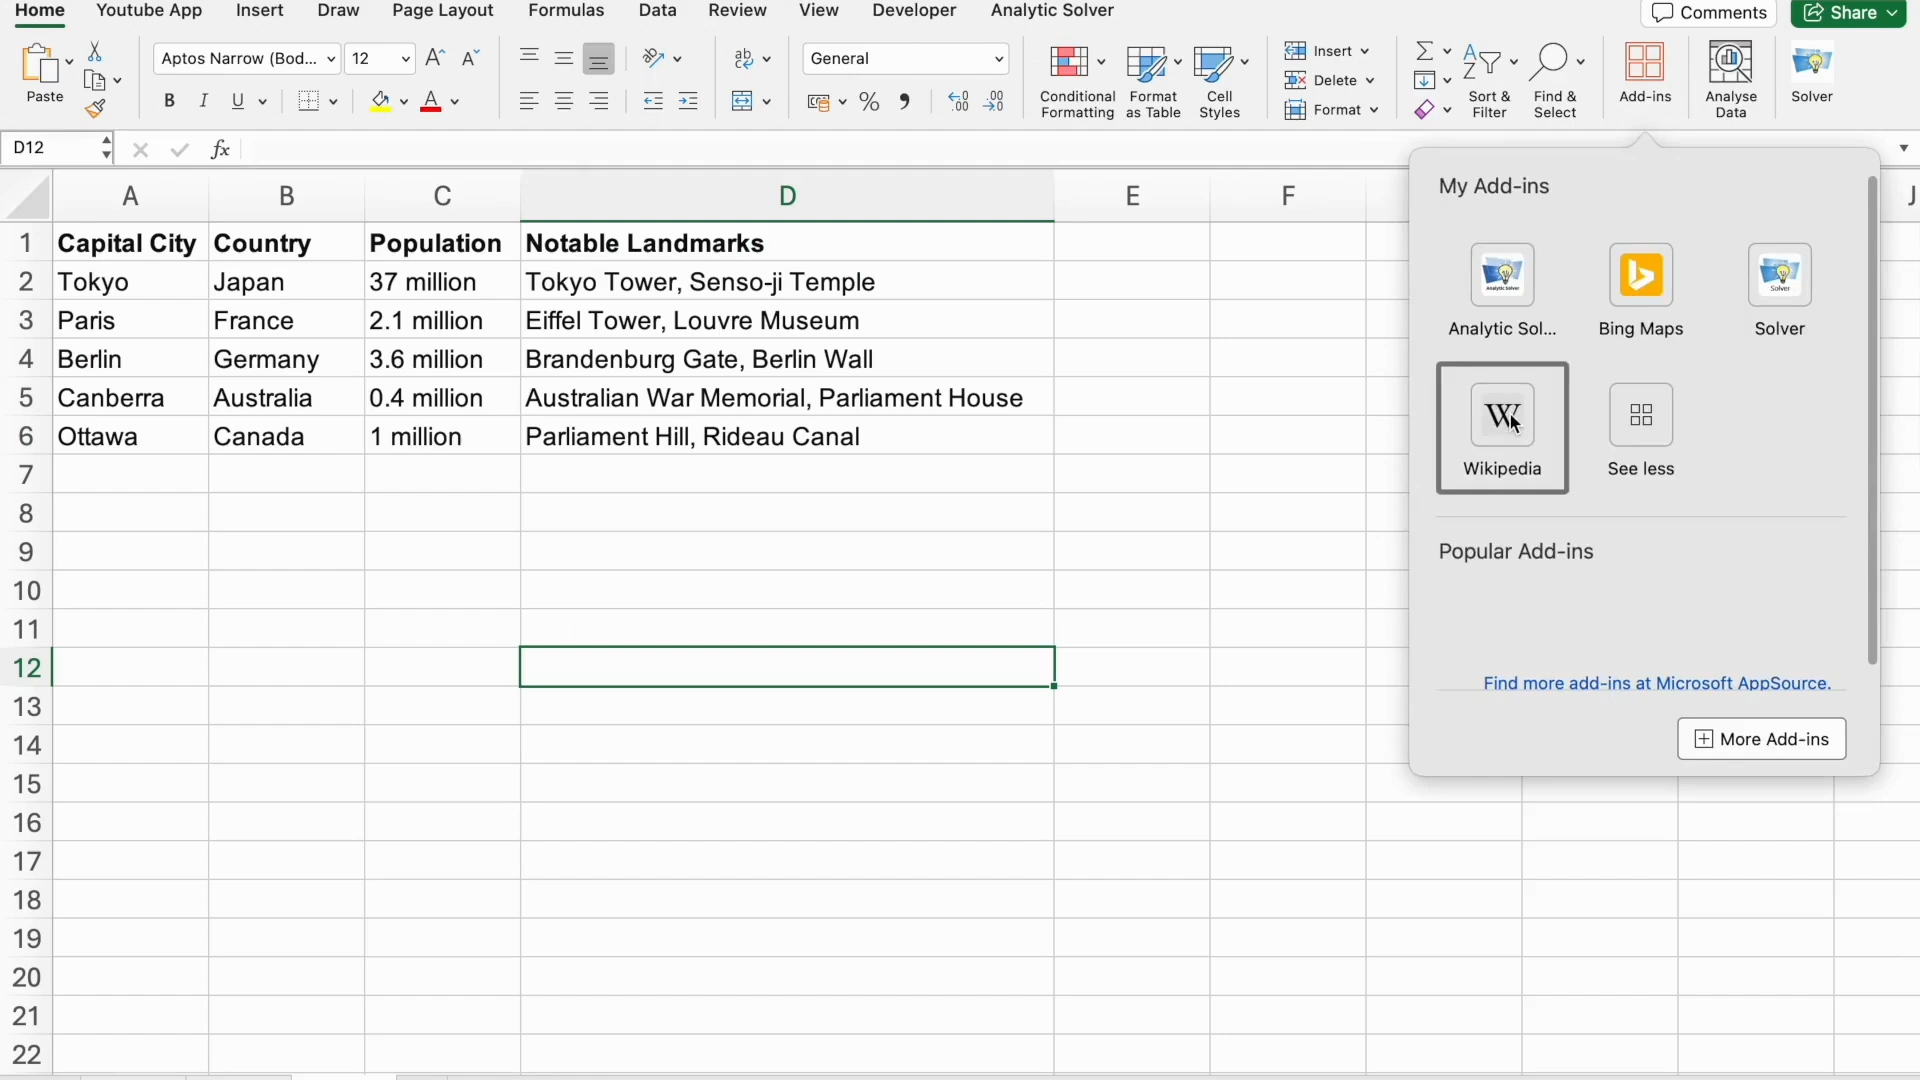 Home Youtube App Insert Draw Page Layout Formulas Data Review View Developer Analytic Solver Comments Share
Paste
Aptos Narrow (Bod... 12
B I U
General
Conditional Formatting
Format as Table
Cell Styles
Insert
Delete
Format
Sort & Filter
Find & Select
Add-ins
Analyse Data
Solver
D12 fx
A B C D E F J
1 Capital City Country Population Notable Landmarks
2 Tokyo Japan 37 million Tokyo Tower, Senso-ji Temple
3 Paris France 2.1 million Eiffel Tower, Louvre Museum
4 Berlin Germany 3.6 million Brandenburg Gate, Berlin Wall
5 Canberra Australia 0.4 million Australian War Memorial, Parliament House
6 Ottawa Canada 1 million Parliament Hill, Rideau Canal
7
8
9
10
11
12
13
14
15
16
17
18
19
20
21
22
My Add-ins
Analytic Solver
Analytic Sol...
Bing Maps
Solver
Solver
W
Wikipedia
See less
Popular Add-ins
Find more add-ins at Microsoft AppSource.
More Add-ins